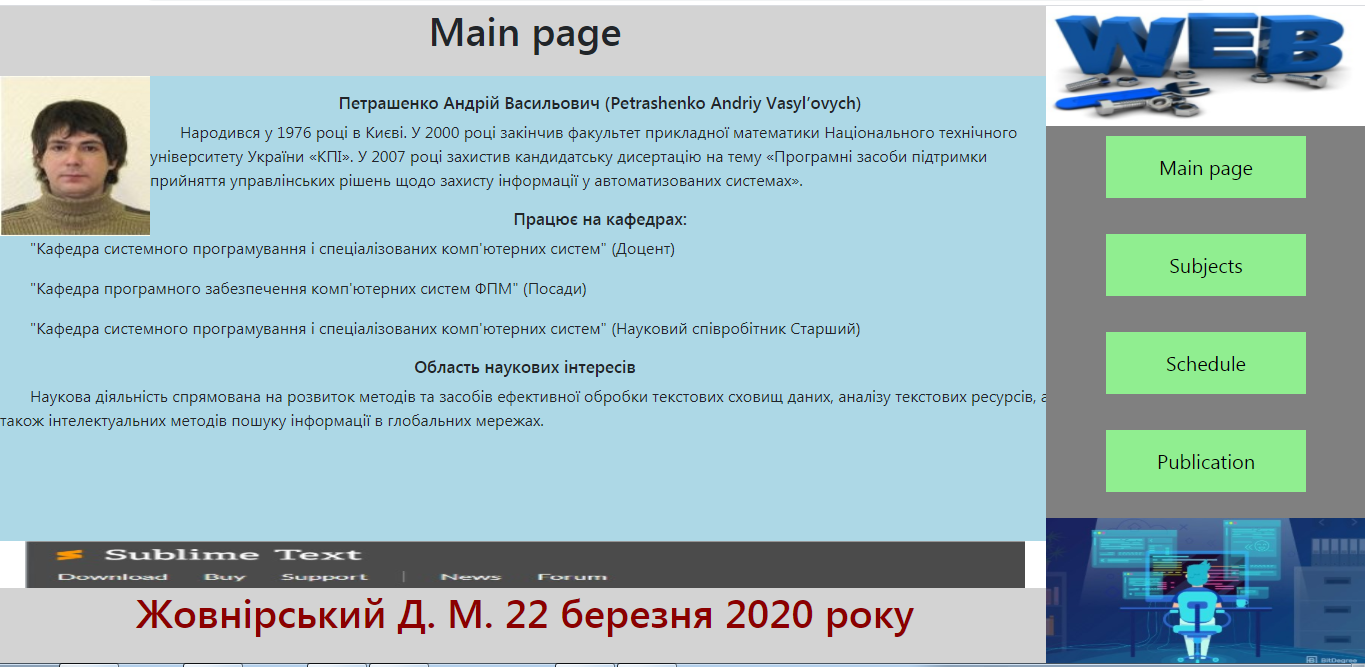 Main page
Петрашенко Андрій Васильович (Petrashenko Andriy Vasyl’ovych)
Народився у 1976 році в Києві. У 2000 році закінчив факультет прикладної математики Національного технічного
університету України «КПІ». У 2007 році захистив кандидатську дисертацію на тему «Програмні засоби підтримки
прийняття управлінських рішень щодо захисту інформації у автоматизованих системах».
Працює на кафедрах:
"Кафедра системного програмування і спеціалізованих комп'ютерних систем" (Доцент)
"Кафедра програмного забезпечення комп'ютерних систем ФПМ" (Посади)
"Кафедра системного програмування і спеціалізованих комп'ютерних систем" (Науковий співробітник Старший)
Область наукових інтересів
Наукова діяльність спрямована на розвиток методів та засобів ефективної обробки текстових сховищ даних, аналізу текстових ресурсів, а
також інтелектуальних методів пошуку інформації в глобальних мережах.
Sublime Text
Download Buy Support | News Forum
Жовнірський Д. М. 22 березня 2020 року
WEB
Main page
Subjects
Schedule
Publication
BitDegree